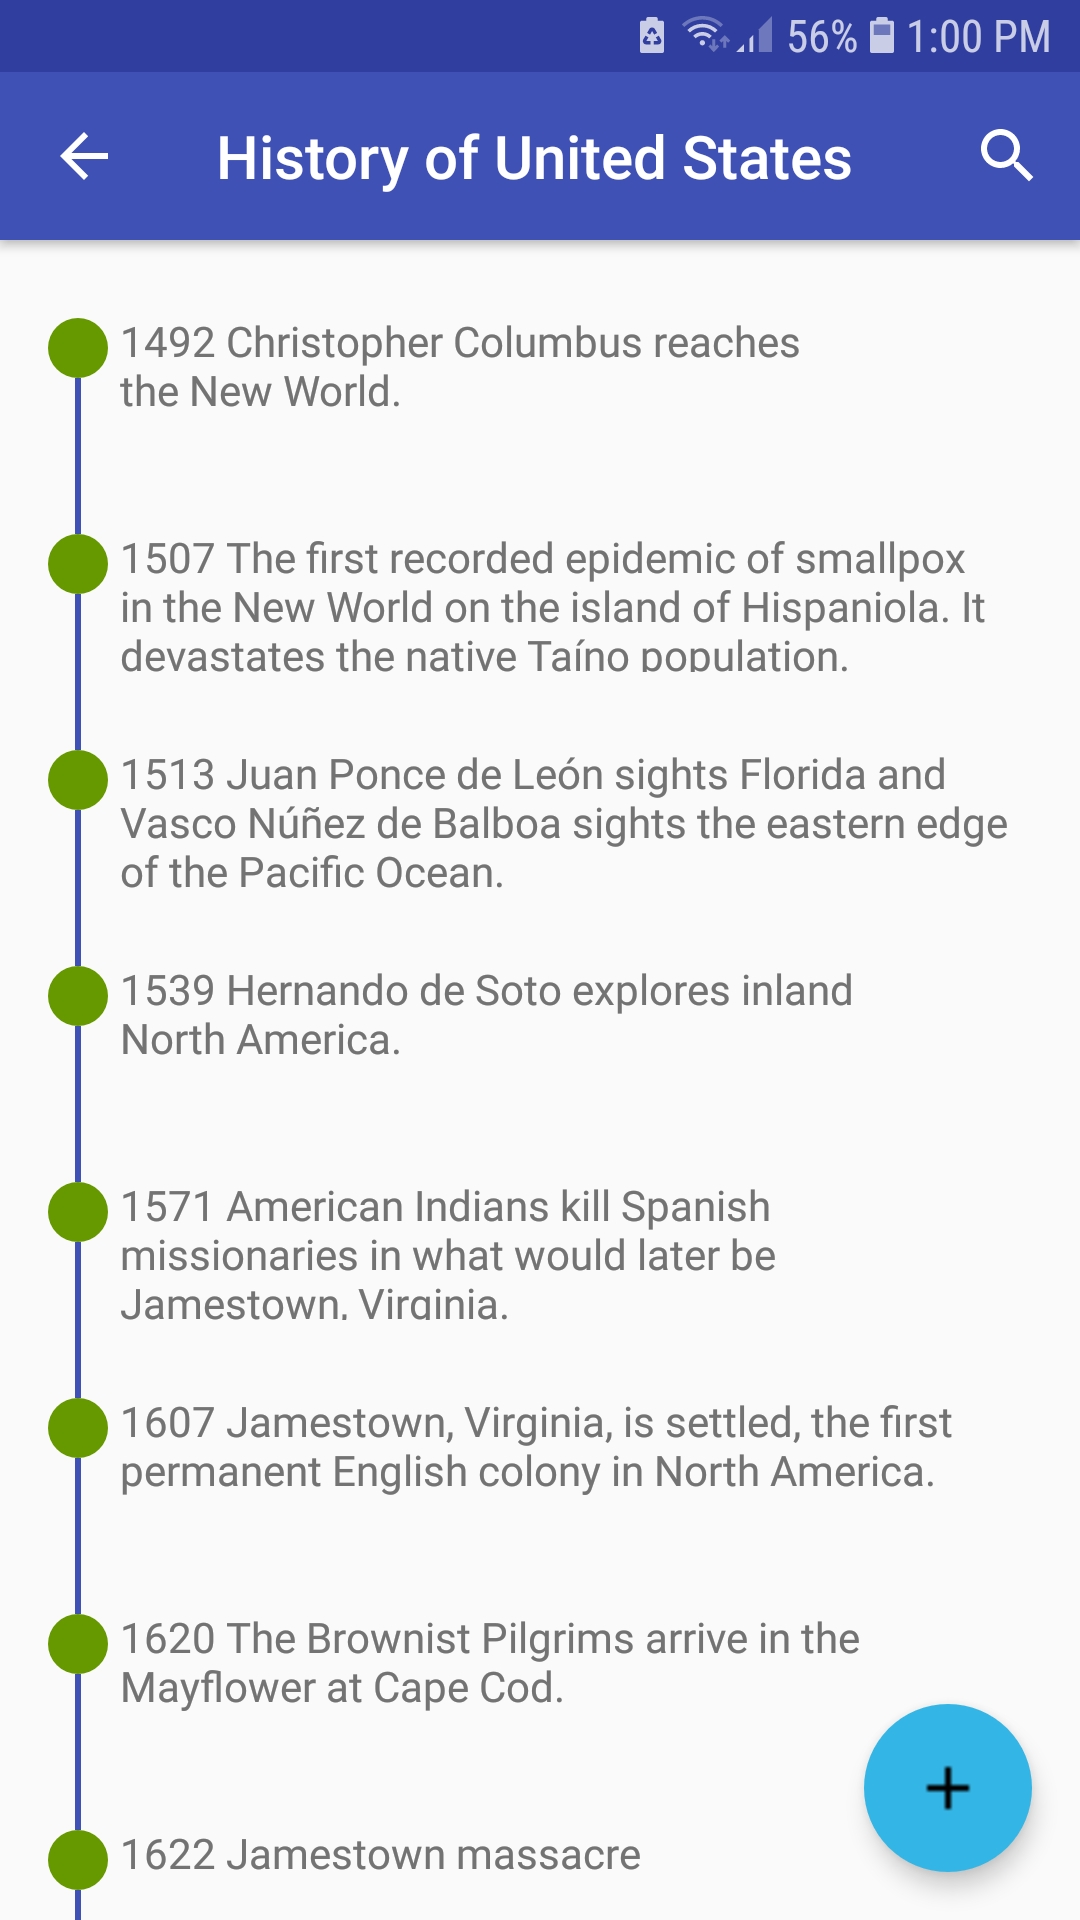 56% 1:00 PM
History of United States
1492 Christopher Columbus reaches
the New World.
1507 The first recorded epidemic of smallpox
in the New World on the island of Hispaniola. It
devastates the native Taíno population.
1513 Juan Ponce de León sights Florida and
Vasco Núñez de Balboa sights the eastern edge
of the Pacific Ocean.
1539 Hernando de Soto explores inland
North America.
1571 American Indians kill Spanish
missionaries in what would later be
Jamestown, Virginia.
1607 Jamestown, Virginia, is settled, the first
permanent English colony in North America.
1620 The Brownist Pilgrims arrive in the
Mayflower at Cape Cod.
1622 Jamestown massacre